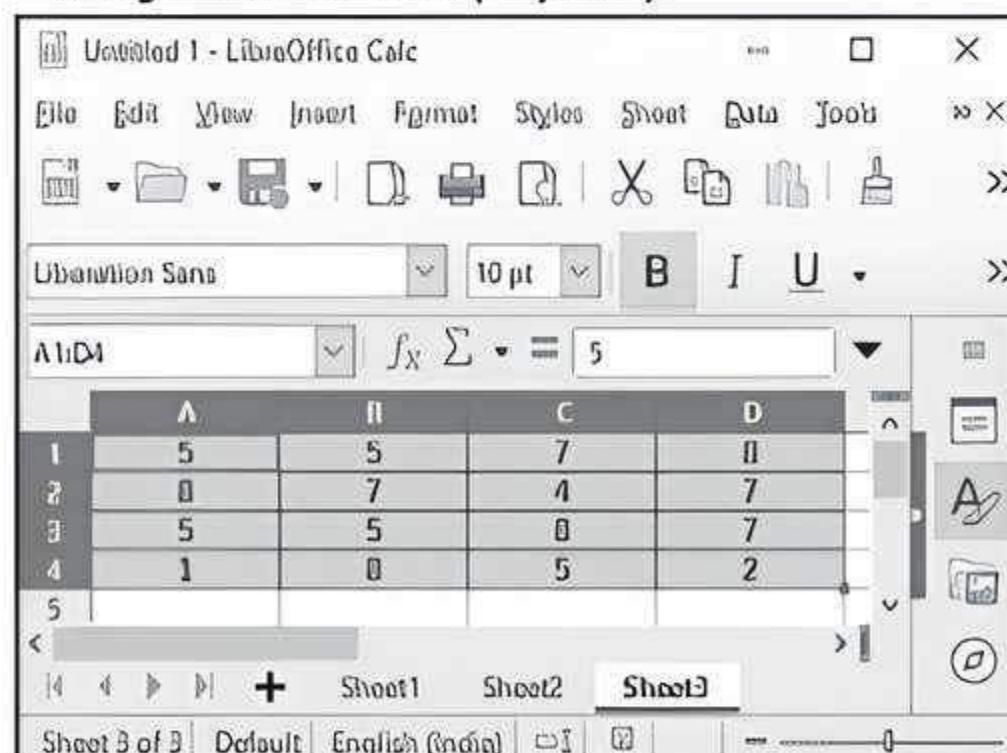 Untitled 1 - LibreOffice Calc
File Edit View Insert Format Styles Sheet Data Tools
Liberation Sans 10 pt B I U
A1:D4 fx Σ = 5
A B C D
1 5 5 7
2 7 4 7
3 5 5 7
4 1 5 2
5
Sheet1 Sheet2 Sheet3
Sheet 3 of 3 Default English (India)